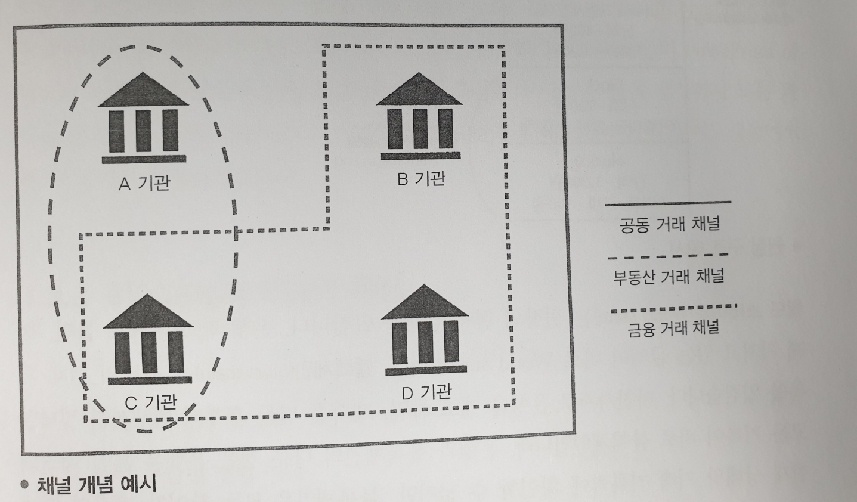 A 기관
B 기관
C 기관
D 기관
공동 거래 채널
부동산 거래 채널
금융 거래 채널
• 채널 개념 예시